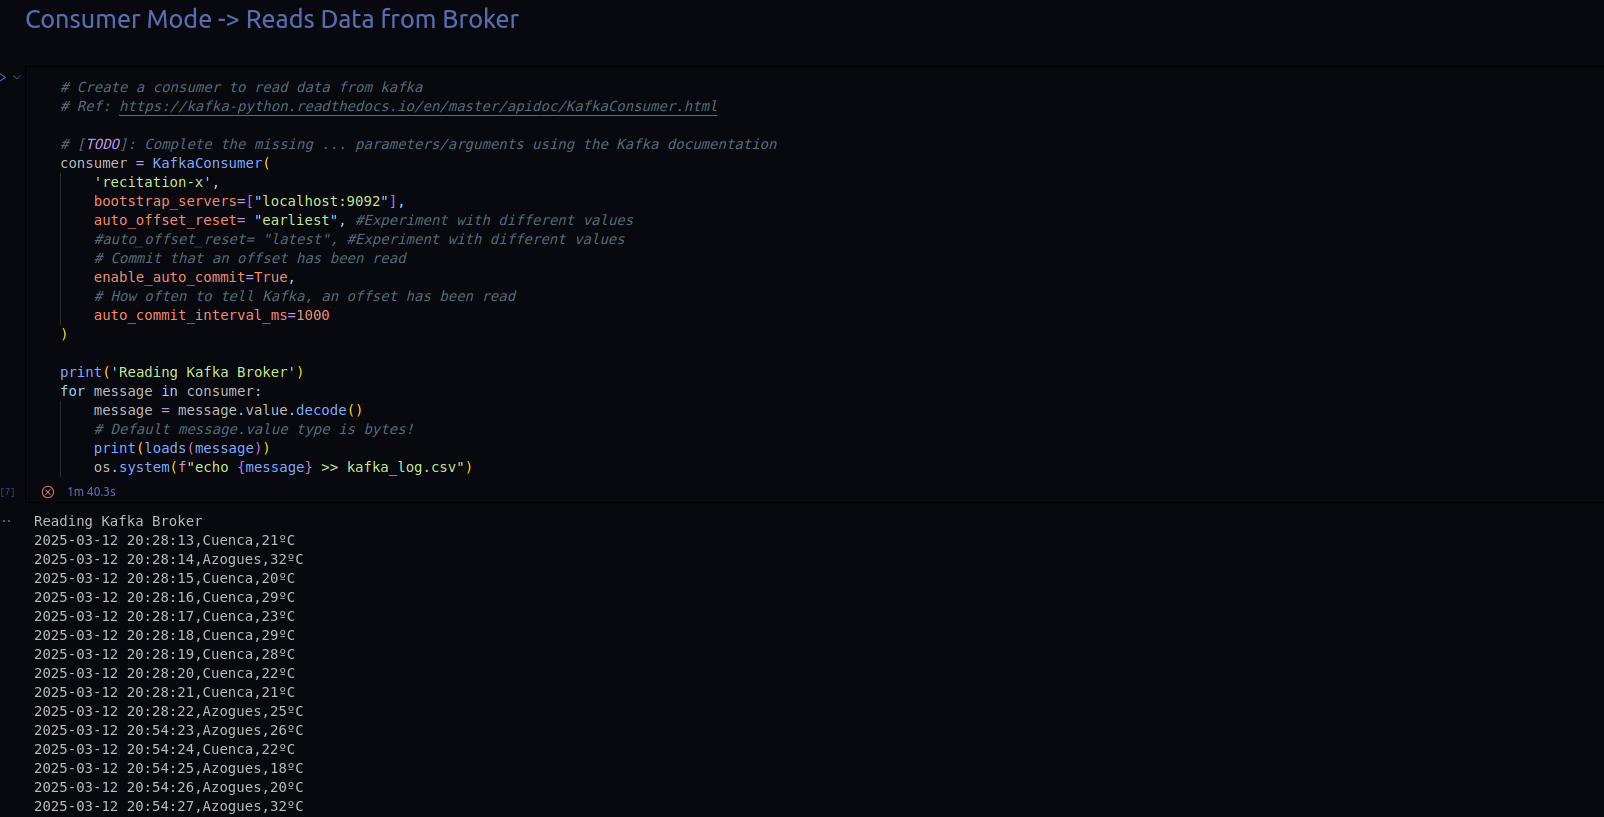 Consumer Mode -> Reads Data from Broker
# Create a consumer to read data from kafka
# Ref: https://kafka-python.readthedocs.io/en/master/apidoc/KafkaConsumer.html
# [TODO]: Complete the missing ... parameters/arguments using the Kafka documentation
consumer = KafkaConsumer(
'recitation-x',
bootstrap_servers=["localhost:9092"],
auto_offset_reset= "earliest", #Experiment with different values
#auto_offset_reset= "latest", #Experiment with different values
# Commit that an offset has been read
enable_auto_commit=True,
# How often to tell Kafka, an offset has been read
auto_commit_interval_ms=1000
)
print('Reading Kafka Broker')
for message in consumer:
message = message.value.decode()
# Default message.value type is bytes!
print(loads(message))
os.system(f"echo {message} >> kafka_log.csv")
[7] 1m 40.3s
Reading Kafka Broker
2025-03-12 20:28:13,Cuenca,21ºC
2025-03-12 20:28:14,Azogues,32ºC
2025-03-12 20:28:15,Cuenca,20ºC
2025-03-12 20:28:16,Cuenca,29ºC
2025-03-12 20:28:17,Cuenca,23ºC
2025-03-12 20:28:18,Cuenca,29ºC
2025-03-12 20:28:19,Cuenca,28ºC
2025-03-12 20:28:20,Cuenca,22ºC
2025-03-12 20:28:21,Cuenca,21ºC
2025-03-12 20:28:22,Azogues,25ºC
2025-03-12 20:54:23,Azogues,26ºC
2025-03-12 20:54:24,Cuenca,22ºC
2025-03-12 20:54:25,Azogues,18ºC
2025-03-12 20:54:26,Azogues,20ºC
2025-03-12 20:54:27,Azogues,32ºC